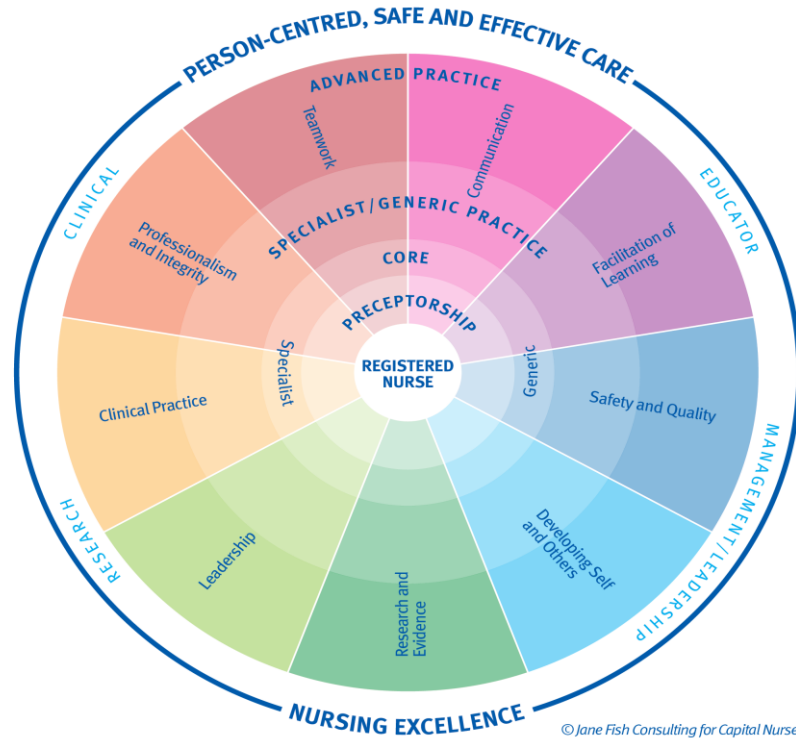 PERSON-CENTRED, SAFE AND EFFECTIVE CARE
ADVANCED PRACTICE
Teamwork
Communication
CLINICAL
EDUCATOR
SPECIALIST/GENERIC PRACTICE
Professionalism
and Integrity
Facilitation of
Learning
CORE
PRECEPTORSHIP
REGISTERED
NURSE
Specialist
Generic
Clinical Practice
Safety and Quality
RESEARCH
MANAGEMENT/LEADERSHIP
Leadership
Developing Self
and Others
Research and
Evidence
NURSING EXCELLENCE
© Jane Fish Consulting for Capital Nurse